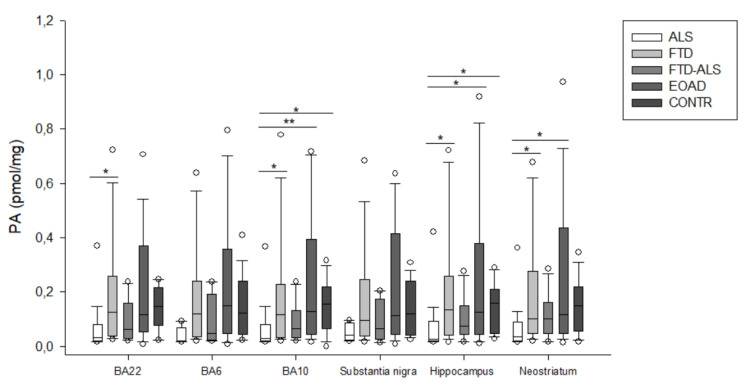 1,2
1,0
0,8
0,6
0,4
0,2
0,0
PA (pmol/mg)
*
*
**
*
*
*
*
*
*
BA22
BA6
BA10
Substantia nigra
Hippocampus
Neostriatum
ALS
FTD
FTD-ALS
EOAD
CONTR